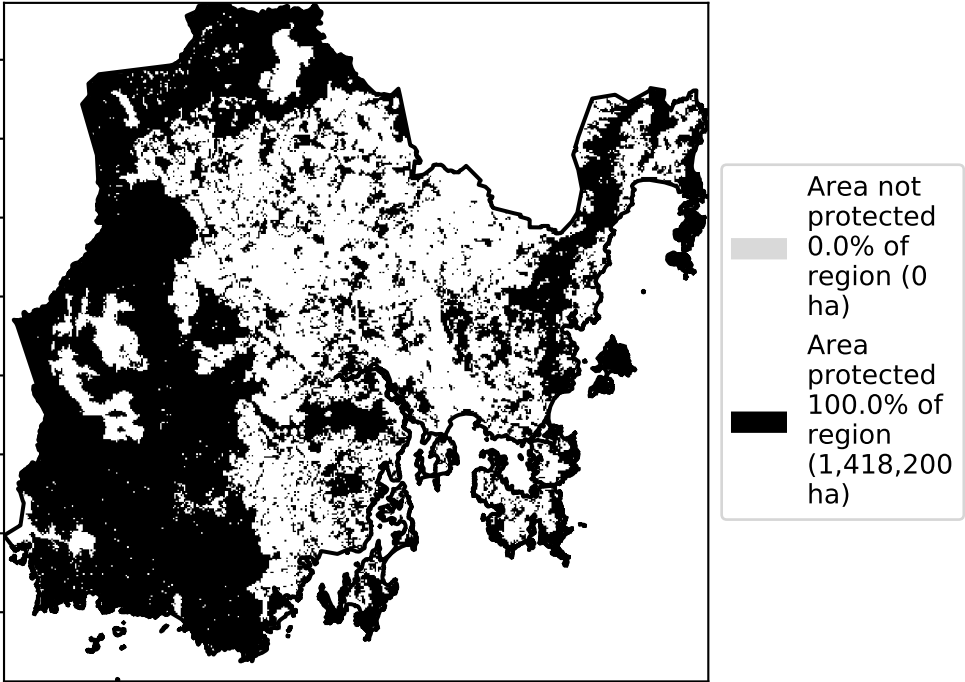 Area not
protected
0.0% of
region (0
ha)
Area
protected
100.0% of
region
(1,418,200
ha)